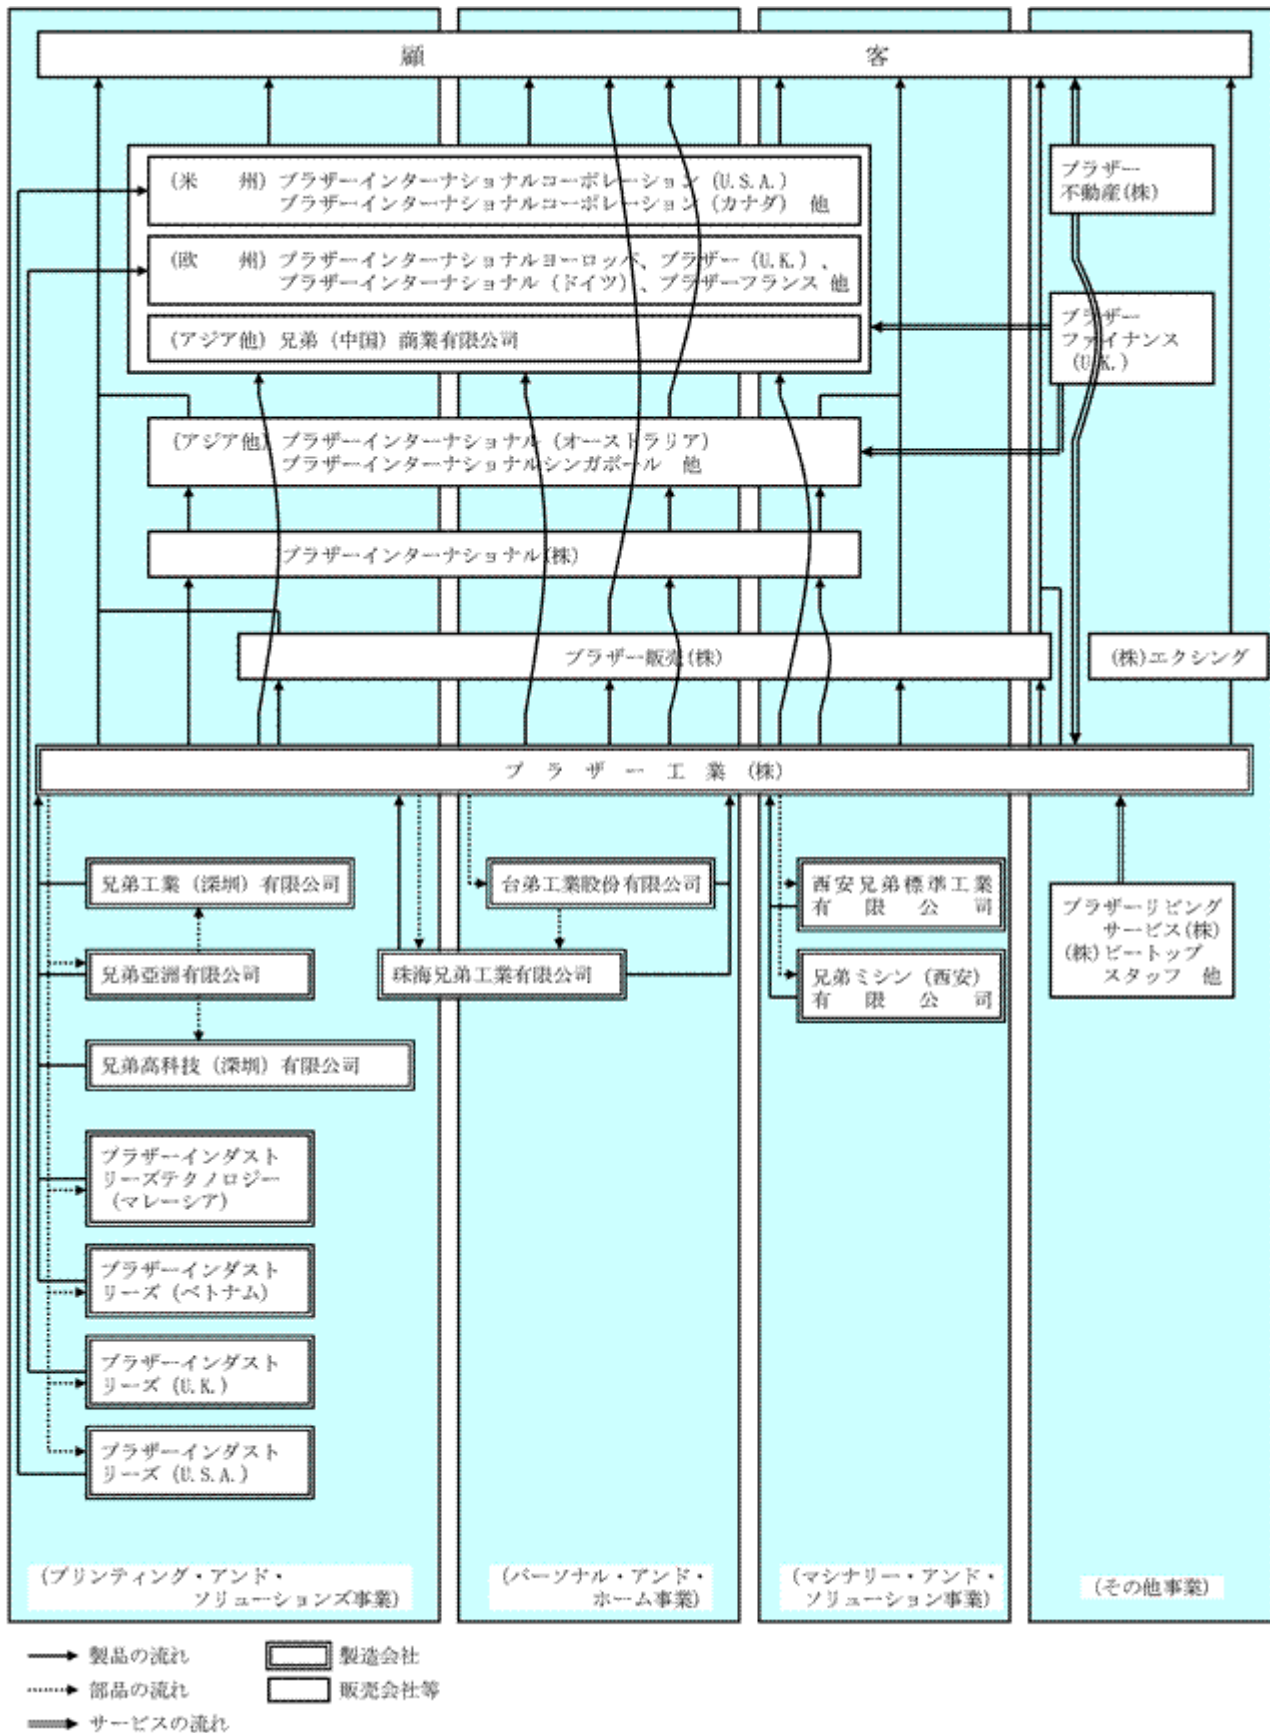 顧客
(米　州) ブラザーインターナショナルコーポレーション (U.S.A.)
ブラザーインターナショナルコーポレーション (カナダ) 他
(欧　州) ブラザーインターナショナルヨーロッパ、ブラザー (U.K.) 、
ブラザーインターナショナル (ドイツ) 、ブラザーフランス 他
(アジア他) 兄弟 (中国) 商業有限公司
ブラザー
不動産(株)
ブラザー
ファイナンス
(U.K.)
(アジア他) ブラザーインターナショナル (オーストラリア)
ブラザーインターナショナルシンガポール 他
ブラザーインターナショナル(株)
ブラザー販売(株)
(株)エクシング
ブラザー工業(株)
兄弟工業 (深圳) 有限公司
兄弟亞洲有限公司
兄弟高科技 (深圳) 有限公司
ブラザーインダスト
リーズテクノロジー
(マレーシア)
ブラザーインダスト
リーズ (ベトナム)
ブラザーインダスト
リーズ (U.K.)
ブラザーインダスト
リーズ (U.S.A.)
台弟工業股份有限公司
珠海兄弟工業有限公司
西安兄弟標準工業
有限公司
兄弟ミシン (西安)
有限公司
ブラザーリビング
サービス(株)
(株)ビートップ
スタッフ 他
(プリンティング・アンド・
ソリューションズ事業)
(パーソナル・アンド・
ホーム事業)
(マシナリー・アンド・
ソリューション事業)
(その他事業)
製品の流れ
製造会社
部品の流れ
販売会社等
サービスの流れ